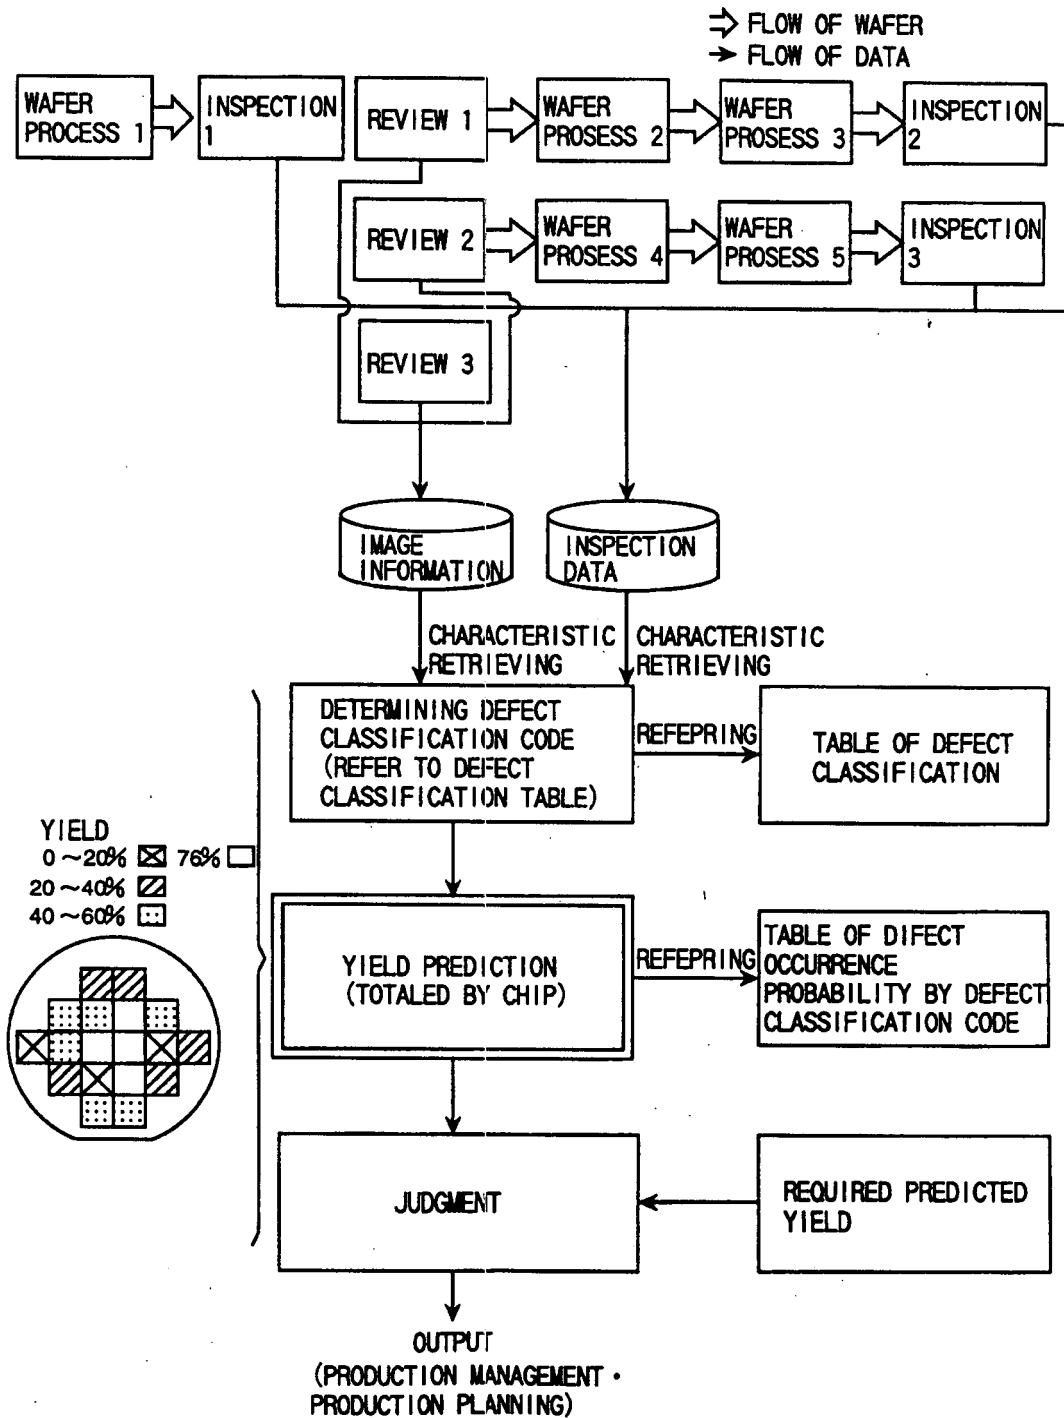 FLOW OF WAFER
FLOW OF DATA
WAFER
PROCESS 1
INSPECTION
1
REVIEW 1
WAFER
PROSESS 2
WAFER
PROSESS 3
INSPECTION
2
REVIEW 2
WAFER
PROSESS 4
WAFER
PROSESS 5
INSPECTION
3
REVIEW 3
IMAGE
INFORMATION
INSPECTION
DATA
CHARACTERISTIC
RETRIEVING
CHARACTERISTIC
RETRIEVING
DETERMINING DEFECT
CLASSIFICATION CODE
(REFER TO DEFECT
CLASSIFICATION TABLE)
REFEPRING
TABLE OF DEFECT
CLASSIFICATION
YIELD
0～20% 76%
20～40%
40～60%
YIELD PREDICTION
(TOTALED BY CHIP)
REFEPRING
TABLE OF DIFECT
OCCURRENCE
PROBABILITY BY DEFECT
CLASSIFICATION CODE
JUDGMENT
REQUIRED PREDICTED
YIELD
OUTPUT
(PRODUCTION MANAGEMENT・
PRODUCTION PLANNING)